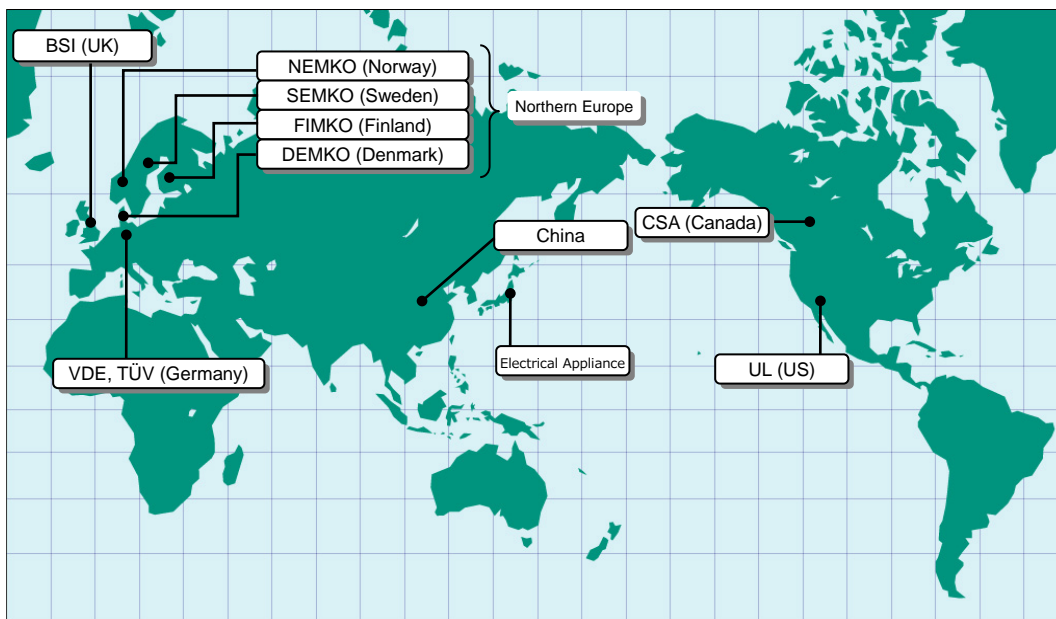 BSI (UK)
NEMKO (Norway)
SEMKO (Sweden)
FIMKO (Finland)
DEMKO (Denmark)
Northern Europe
China
CSA (Canada)
Electrical Appliance
VDE, TÜV (Germany)
UL (US)